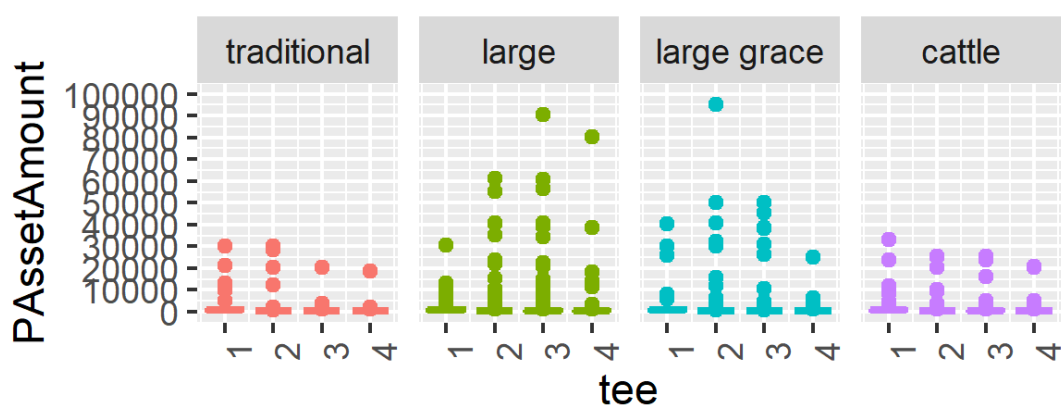 traditional large large grace cattle
PAssetAmount
100000
90000
80000
70000
60000
50000
40000
30000
20000
10000
0
1 2 3 4 1 2 3 4 1 2 3 4 1 2 3 4
tee